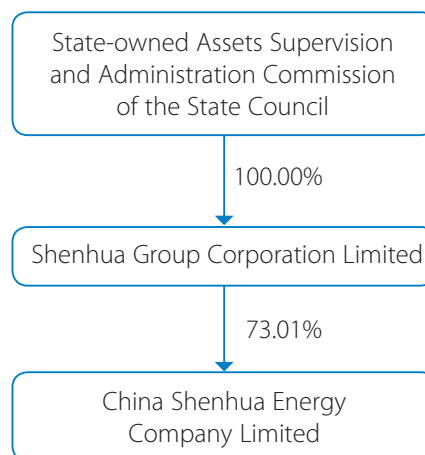 State-owned Assets Supervision
and Administration Commission
of the State Council
100.00%
Shenhua Group Corporation Limited
73.01%
China Shenhua Energy
Company Limited